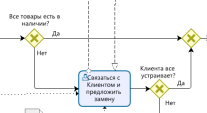 Все товары есть в
наличии?
Да
Нет
Связаться с
Клиентом и
предложить
замену
Клиента все
устраивает?
Да
Нет